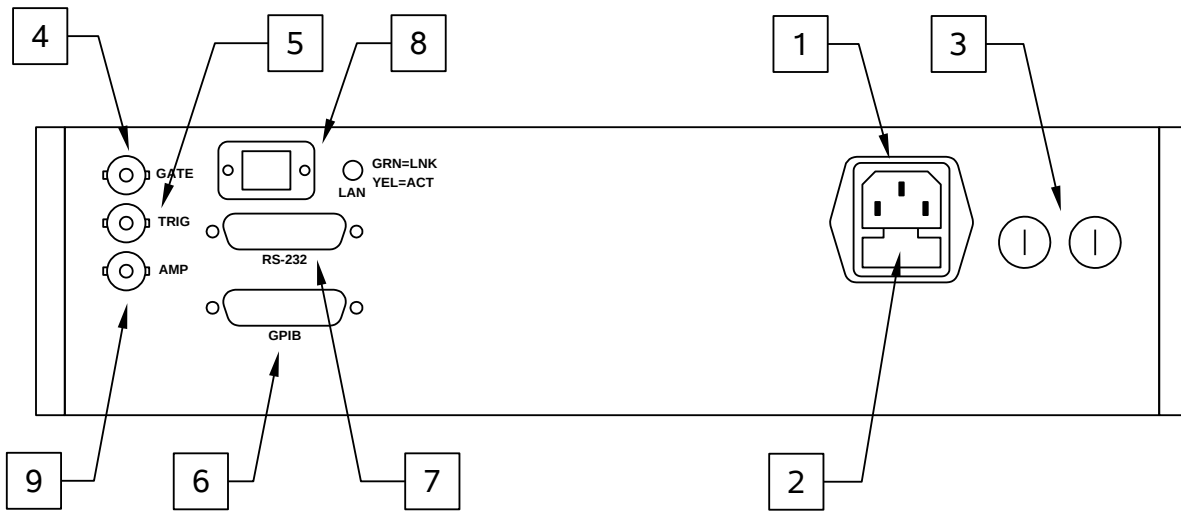 4
5
8
1
3
GATE
GRN=LNK
YEL=ACT
LAN
TRIG
RS-232
AMP
GPIB
9
6
7
2